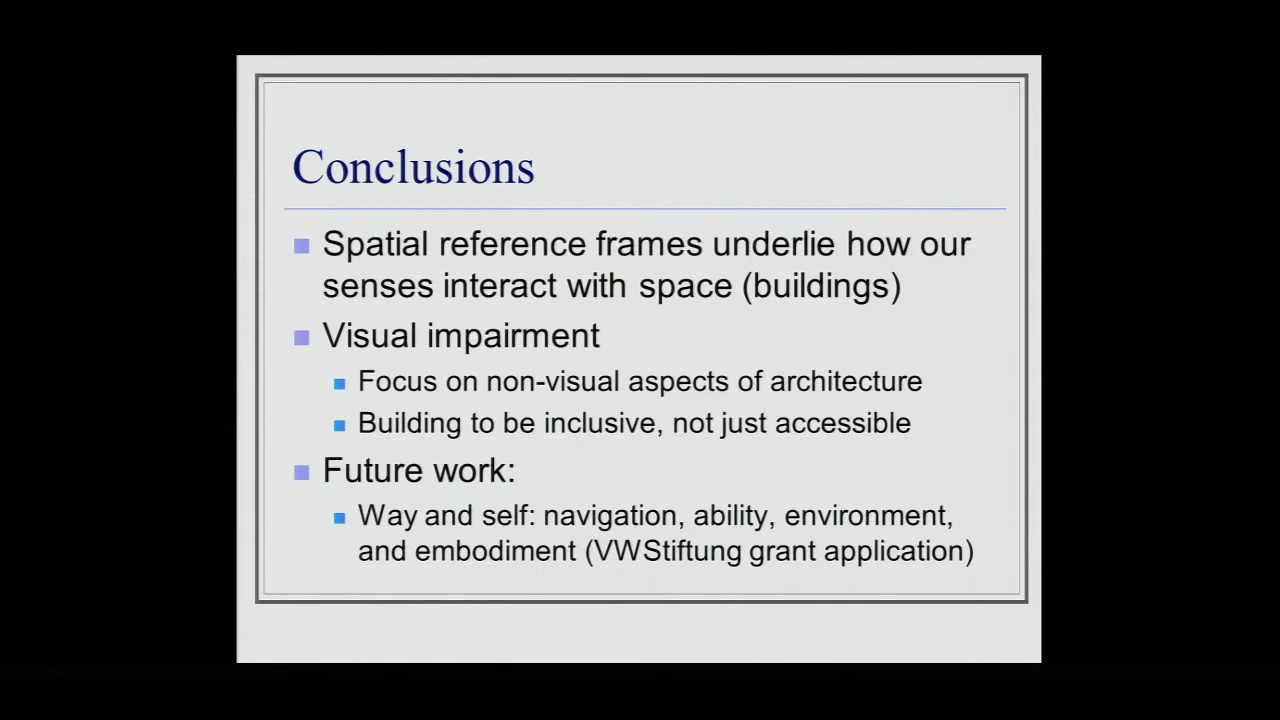 Conclusions
Spatial reference frames underlie how our
senses interact with space (buildings)
Visual impairment
Focus on non-visual aspects of architecture
Building to be inclusive, not just accessible
Future work:
Way and self: navigation, ability, environment,
and embodiment (VWStiftung grant application)